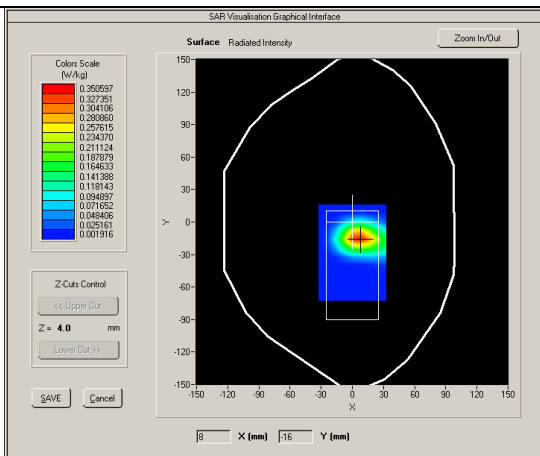 SAR Visualisation Graphical Interface
Surface Radiated Intensity
Zoom In/Out
Colors Scale
(W/kg)
0.350597
0.327351
0.304106
0.280860
0.257615
0.234370
0.211124
0.187879
0.164633
0.141388
0.118143
0.094897
0.071652
0.048406
0.025161
0.001916
Z-Cuts Control
<< Upper Cut
Z = 4.0 mm
Lower Cut >>
SAVE Cancel
150-
120-
90-
60-
30-
0-
-30-
-60-
-90-
-120-
-150-
Y
-150 -120 -90 -60 -30 0 30 60 90 120 150
X
8 X (mm) -16 Y (mm)